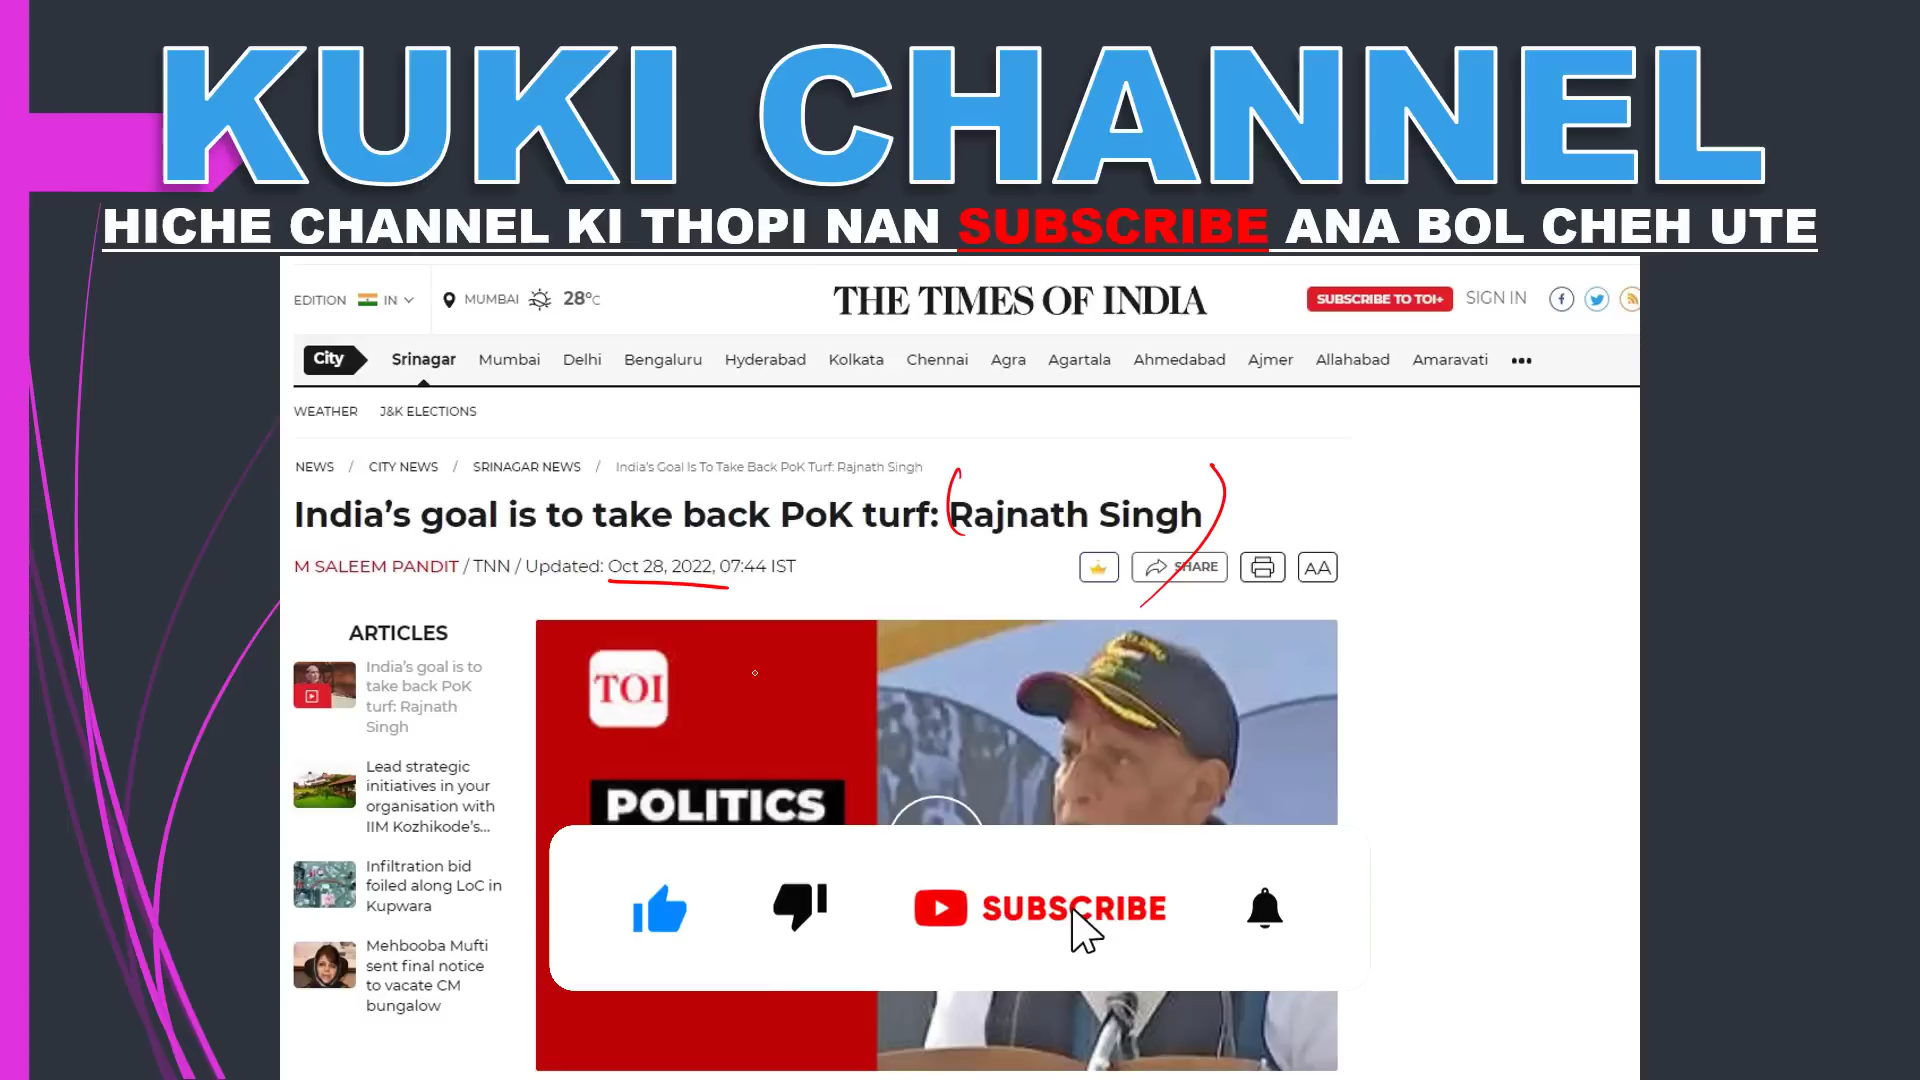 KUKI CHANNEL
HICHE CHANNEL KI THOPI NAN SUBSCRIBE ANA BOL CHEH UTE
EDITION IN MUMBAI 28°C THE TIMES OF INDIA SUBSCRIBE TO TOI+ SIGN IN
City Srinagar Mumbai Delhi Bengaluru Hyderabad Kolkata Chennai Agra Agartala Ahmedabad Ajmer Allahabad Amaravati •••
WEATHER J&K ELECTIONS
NEWS / CITY NEWS / SRINAGAR NEWS / India's Goal Is To Take Back PoK Turf: Rajnath Singh
India’s goal is to take back PoK turf: Rajnath Singh
M SALEEM PANDIT / TNN / Updated: Oct 28, 2022, 07:44 IST
SHARE AA
ARTICLES
India’s goal is to
take back PoK
turf: Rajnath
Singh
Lead strategic
initiatives in your
organisation with
IIM Kozhikode’s...
Infiltration bid
foiled along LoC in
Kupwara
Mehbooba Mufti
sent final notice
to vacate CM
bungalow
TOI
POLITICS
SUBSCRIBE